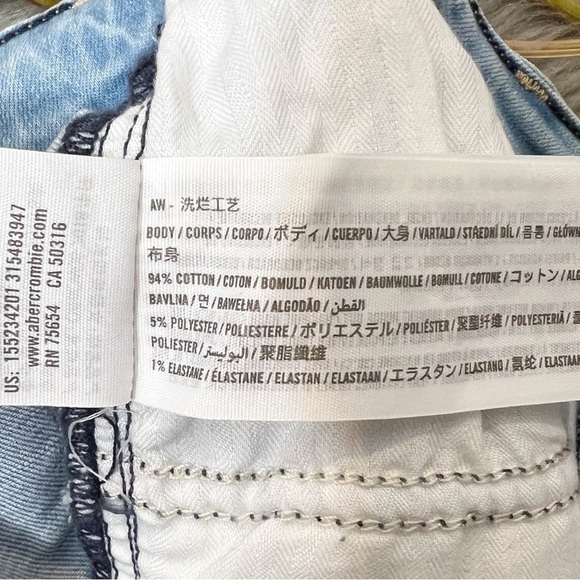 US: 155234201 315483947
www.abercrombie.com
RN 75654 CA 50316
AW - 洗烂工艺
BODY / CORPS / CORPO / ボディ / CUERPO / 大身 / VARTALO / STŘEDNÍ DÍL / 몸통 / GŁÓWN
布身
94% COTTON / COTON / BOMULD / KATOEN / BAUMWOLLE / BOMULL / COTONE / コットン / ALG
BAVLNA / 면 / BAWEŁNA / ALGODÃO / القطن
5% POLYESTER / POLIESTERE / ポリエステル / POLIÉSTER / 聚酯纤维 / POLYESTERIÄ /
POLIESTER / البوليستر / 聚脂纖维
1% ELASTANE / ÉLASTANE / ELASTAN / ELASTAAN / エラスタン / ELASTANO / 氨纶 / ELASTAAN